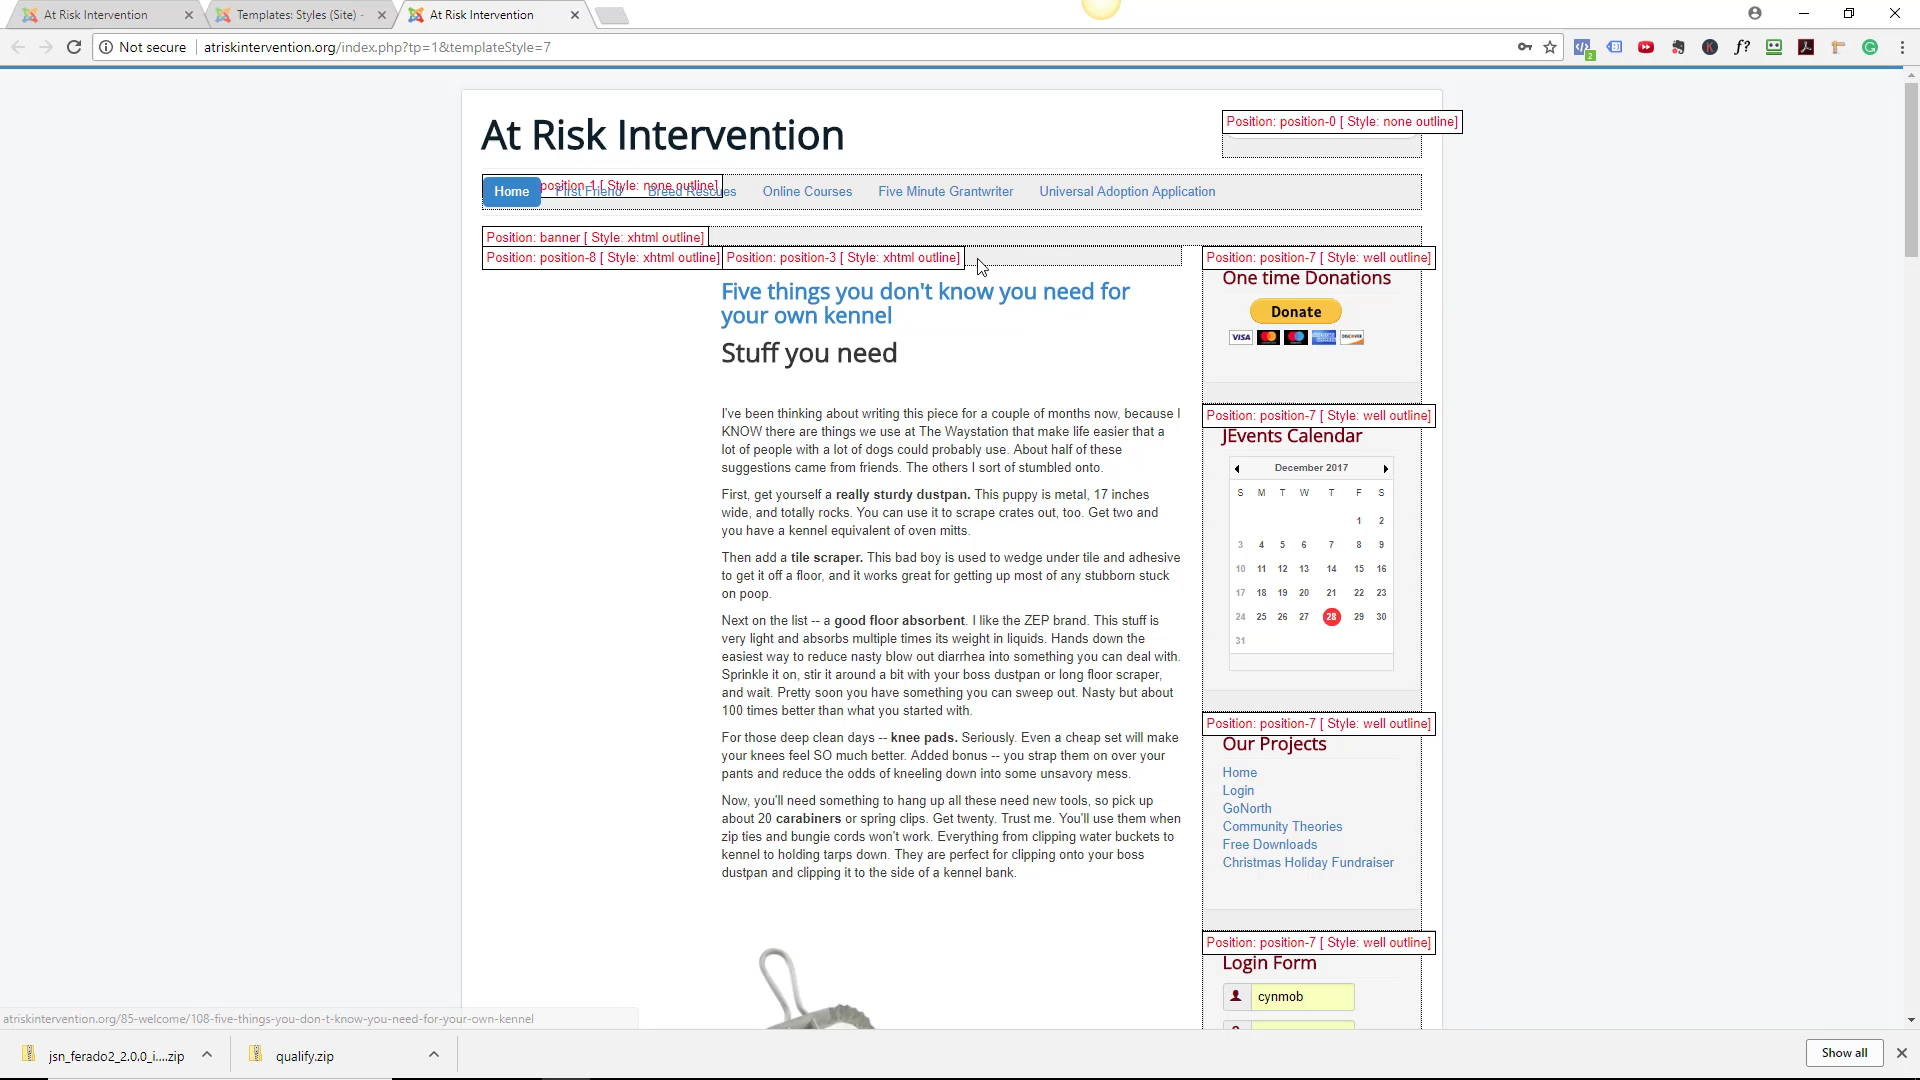 At Risk Intervention
Templates: Styles (Site) -
At Risk Intervention
Not secure
atriskintervention.org/index.php?tp=1&templateStyle=7
2
f?
At Risk Intervention
Position: position-0 [ Style: none outline]
position-1 [ Style: none outline]
Home
First Friend
Breed Rescues
Online Courses
Five Minute Grantwriter
Universal Adoption Application
Position: banner [ Style: xhtml outline]
Position: position-8 [ Style: xhtml outline]
Position: position-3 [ Style: xhtml outline]
Five things you don't know you need for
your own kennel
Stuff you need
I've been thinking about writing this piece for a couple of months now, because I
KNOW there are things we use at The Waystation that make life easier that a
lot of people with a lot of dogs could probably use. About half of these
suggestions came from friends. The others I sort of stumbled onto.
First, get yourself a really sturdy dustpan. This puppy is metal, 17 inches
wide, and totally rocks. You can use it to scrape crates out, too. Get two and
you have a kennel equivalent of oven mitts.
Then add a tile scraper. This bad boy is used to wedge under tile and adhesive
to get it off a floor, and it works great for getting up most of any stubborn stuck
on poop.
Next on the list -- a good floor absorbent. I like the ZEP brand. This stuff is
very light and absorbs multiple times its weight in liquids. Hands down the
easiest way to reduce nasty blow out diarrhea into something you can deal with.
Sprinkle it on, stir it around a bit with your boss dustpan or long floor scraper,
and wait. Pretty soon you have something you can sweep out. Nasty but about
100 times better than what you started with.
For those deep clean days -- knee pads. Seriously. Even a cheap set will make
your knees feel SO much better. Added bonus -- you strap them on over your
pants and reduce the odds of kneeling down into some unsavory mess.
Now, you'll need something to hang up all these need new tools, so pick up
about 20 carabiners or spring clips. Get twenty. Trust me. You'll use them when
zip ties and bungie cords won't work. Everything from clipping water buckets to
kennel to holding tarps down. They are perfect for clipping onto your boss
dustpan and clipping it to the side of a kennel bank.
Position: position-7 [ Style: well outline]
One time Donations
Donate
VISA
DISCOVER
Position: position-7 [ Style: well outline]
JEvents Calendar
December 2017
S M T W T F S
1 2
3 4 5 6 7 8 9
10 11 12 13 14 15 16
17 18 19 20 21 22 23
24 25 26 27 28 29 30
31
Position: position-7 [ Style: well outline]
Our Projects
Home
Login
GoNorth
Community Theories
Free Downloads
Christmas Holiday Fundraiser
Position: position-7 [ Style: well outline]
Login Form
cynmob
atriskintervention.org/85-welcome/108-five-things-you-don-t-know-you-need-for-your-own-kennel
jsn_ferado2_2.0.0_i....zip
qualify.zip
Show all